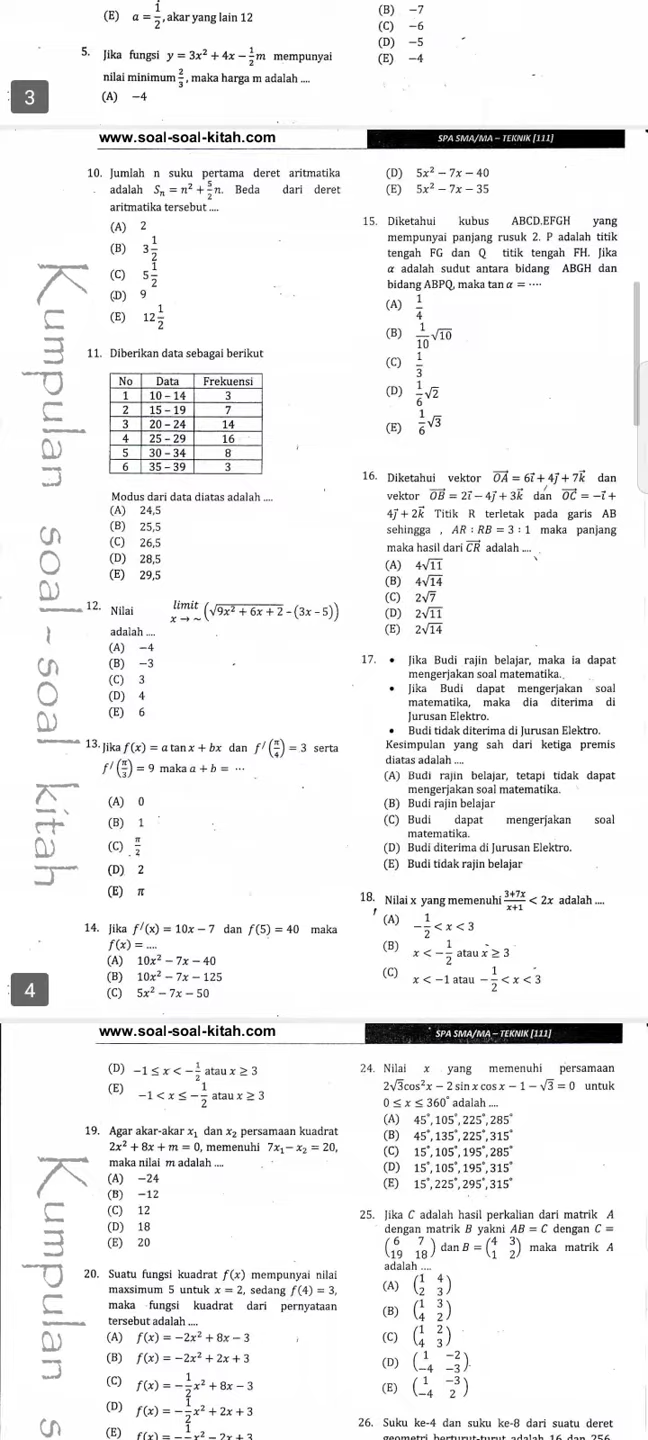 (E) a = 1/2, akar yang lain 12
5. Jika fungsi y = 3x² + 4x − 1/2 m mempunyai
nilai minimum 2/3, maka harga m adalah ....
(A) −4
(B) −7
(C) −6
(D) −5
(E) −4
3
www.soal-soal-kitah.com
SPA SMA/MA – TEKNIK [111]
10. Jumlah n suku pertama deret aritmatika
adalah Sₙ = n² + 5/2 n. Beda dari deret
aritmatika tersebut ....
(A) 2
(B) 3 1/2
(C) 5 1/2
(D) 9
(E) 12 1/2
11. Diberikan data sebagai berikut
No Data Frekuensi
1 10 – 14 3
2 15 – 19 7
3 20 – 24 14
4 25 – 29 16
5 30 – 34 8
6 35 – 39 3
Modus dari data diatas adalah ....
(A) 24,5
(B) 25,5
(C) 26,5
(D) 28,5
(E) 29,5
12. Nilai limit x → ~ (√9x² + 6x + 2 − (3x − 5))
adalah ....
(A) −4
(B) −3
(C) 3
(D) 4
(E) 6
13. Jika f(x) = a tan x + bx dan f′(π/4) = 3 serta
f′(π/3) = 9 maka a + b = ⋯
(A) 0
(B) 1
(C) π/2
(D) 2
(E) π
14. Jika f′(x) = 10x − 7 dan f(5) = 40 maka
f(x) = ....
(A) 10x² − 7x − 40
(B) 10x² − 7x − 125
(C) 5x² − 7x − 50
(D) 5x² − 7x − 40
(E) 5x² − 7x − 35
15. Diketahui kubus ABCD.EFGH yang
mempunyai panjang rusuk 2. P adalah titik
tengah FG dan Q titik tengah FH. Jika
α adalah sudut antara bidang ABGH dan
bidang ABPQ, maka tan α = ⋯
(A) 1/4
(B) 1/10 √10
(C) 1/3
(D) 1/6 √2
(E) 1/6 √3
16. Diketahui vektor OA⃗ = 6i⃗ + 4j⃗ + 7k⃗ dan
vektor OB⃗ = 2i⃗ − 4j⃗ + 3k⃗ dan OC⃗ = −i⃗ +
4j⃗ + 2k⃗ Titik R terletak pada garis AB
sehingga , AR : RB = 3 : 1 maka panjang
maka hasil dari CR⃗ adalah ....
(A) 4√11
(B) 4√14
(C) 2√7
(D) 2√11
(E) 2√14
17. • Jika Budi rajin belajar, maka ia dapat
mengerjakan soal matematika.
• Jika Budi dapat mengerjakan soal
matematika, maka dia diterima di
Jurusan Elektro.
• Budi tidak diterima di Jurusan Elektro.
Kesimpulan yang sah dari ketiga premis
diatas adalah ....
(A) Budi rajin belajar, tetapi tidak dapat
mengerjakan soal matematika.
(B) Budi rajin belajar
(C) Budi dapat mengerjakan soal
matematika.
(D) Budi diterima di Jurusan Elektro.
(E) Budi tidak rajin belajar
18. Nilai x yang memenuhi 3+7x/x+1 < 2x adalah ....
(A) −1/2 < x < 3
(B) x < −1/2 atau x ≥ 3
(C) x < −1 atau −1/2 < x < 3
Kumpulan soal-soal kitah
4
www.soal-soal-kitah.com
SPA SMA/MA – TEKNIK [111]
(D) −1 ≤ x < −1/2 atau x ≥ 3
(E) −1 < x ≤ −1/2 atau x ≥ 3
19. Agar akar-akar x₁ dan x₂ persamaan kuadrat
2x² + 8x + m = 0, memenuhi 7x₁ − x₂ = 20,
maka nilai m adalah ....
(A) −24
(B) −12
(C) 12
(D) 18
(E) 20
20. Suatu fungsi kuadrat f(x) mempunyai nilai
maxsimum 5 untuk x = 2, sedang f(4) = 3,
maka fungsi kuadrat dari pernyataan
tersebut adalah ....
(A) f(x) = −2x² + 8x − 3
(B) f(x) = −2x² + 2x + 3
(C) f(x) = −1/2 x² + 8x − 3
(D) f(x) = −1/2 x² + 2x + 3
(E) f(x) = − x² − 2x + 3
24. Nilai x yang memenuhi persamaan
2√3cos²x − 2 sin x cos x − 1 − √3 = 0 untuk
0 ≤ x ≤ 360° adalah ....
(A) 45°, 105°, 225°, 285°
(B) 45°, 135°, 225°, 315°
(C) 15°, 105°, 195°, 285°
(D) 15°, 105°, 195°, 315°
(E) 15°, 225°, 295°, 315°
25. Jika C adalah hasil perkalian dari matrik A
dengan matrik B yakni AB = C dengan C =
(6 7; 19 18) dan B = (4 3; 1 2) maka matrik A
adalah ....
(A) (1 4; 2 3)
(B) (1 3; 4 2)
(C) (1 2; 4 3)
(D) (1 −2; −4 −3)
(E) (1 −3; −4 2)
26. Suku ke-4 dan suku ke-8 dari suatu deret
geometri berturut-turut adalah 16 dan 256
Kumpulan s